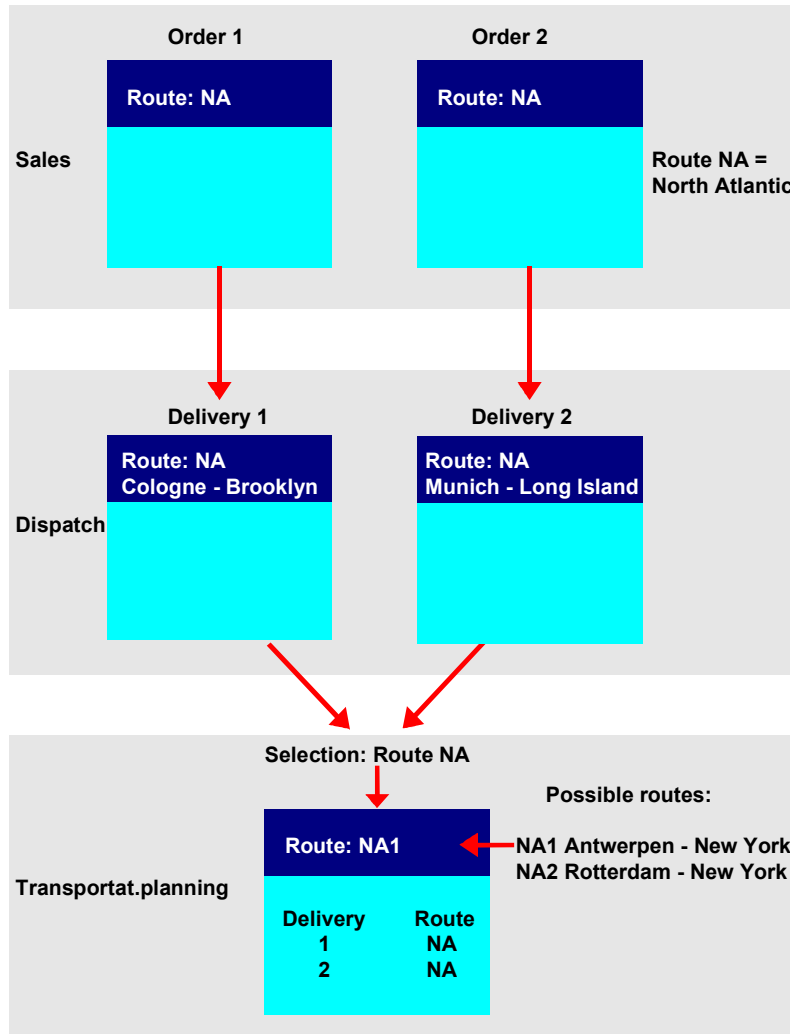 Order 1
Order 2
Route: NA
Route: NA
Sales
Route NA =
North Atlantic
Delivery 1
Delivery 2
Route: NA
Cologne - Brooklyn
Route: NA
Munich - Long Island
Dispatch
Selection: Route NA
Possible routes:
Route: NA1
NA1 Antwerpen - New York
NA2 Rotterdam - New York
Transportat.planning
Delivery Route
1 NA
2 NA